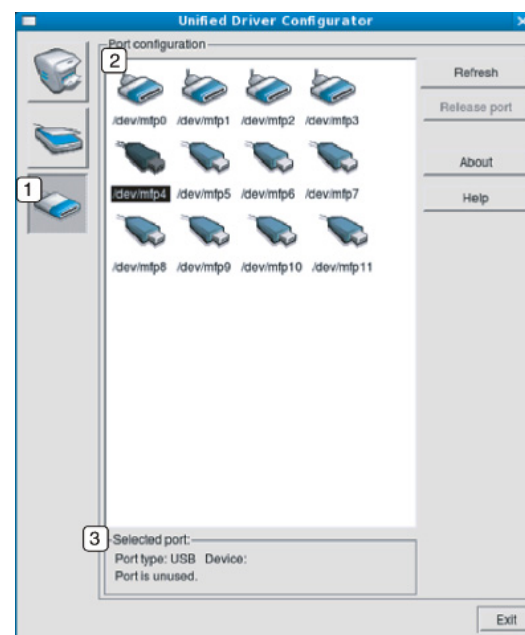 Unified Driver Configurator
Port configuration
2
/dev/mfp0 /dev/mfp1 /dev/mfp2 /dev/mfp3
1
/dev/mfp4 /dev/mfp5 /dev/mfp6 /dev/mfp7
/dev/mfp8 /dev/mfp9 /dev/mfp10 /dev/mfp11
Refresh
Release port
About
Help
3
Selected port:
Port type: USB Device:
Port is unused.
Exit